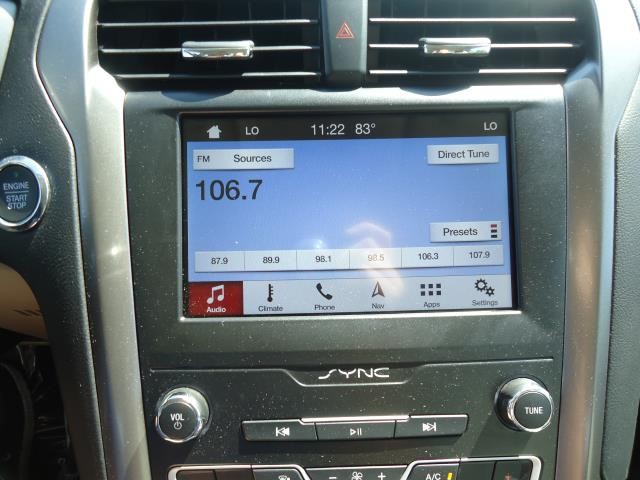 LO 11:22 83° LO
FM Sources Direct Tune
106.7
Presets
87.9 89.9 98.1 98.5 106.3 107.9
Audio Climate Phone Nav Apps Settings
ENGINE
START
STOP
SYNC
VOL TUNE
A/C